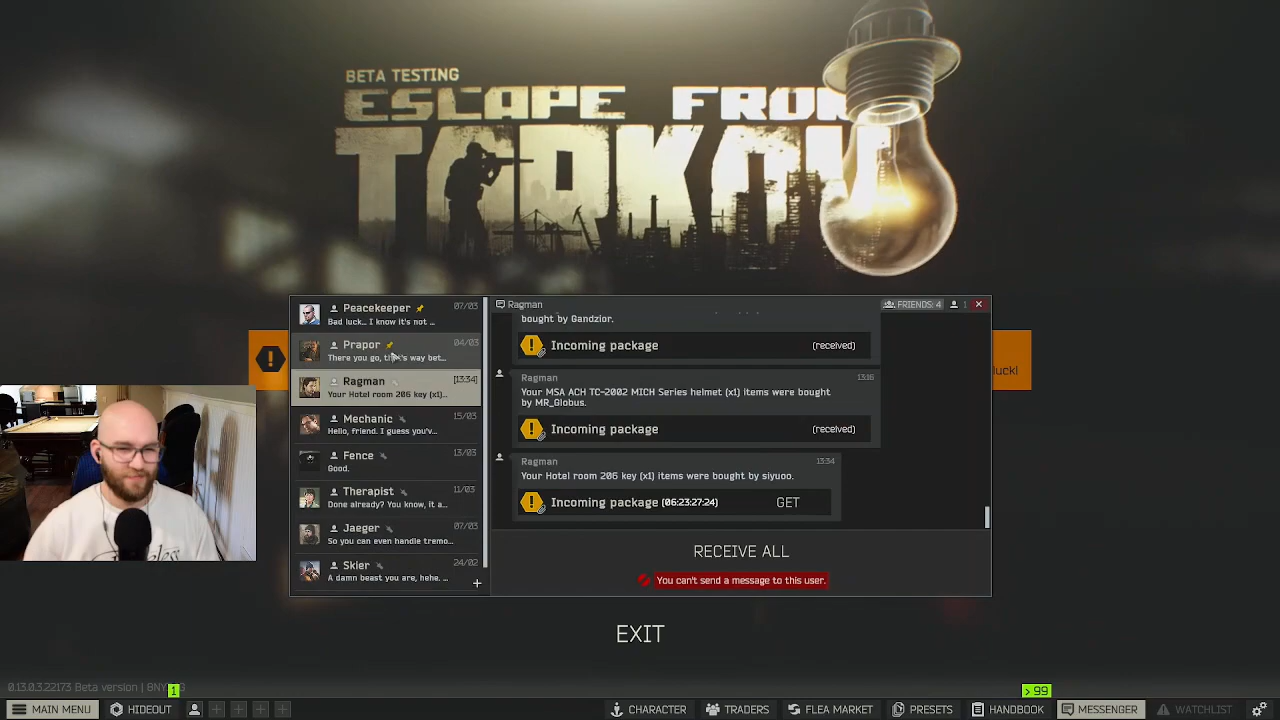 BETA TESTING
ESCAPE FROM
TARKOV
Peacekeeper
07/03
Bad luck... I know it's not ...
Prapor
04/03
There you go, this way bet...
Ragman
[13:34]
Your Hotel room 206 key (x1)...
Mechanic
15/03
Hello, friend. I guess you'v...
Fence
13/03
Good.
Therapist
11/03
Done already? You know, it a...
Jaeger
07/03
So you can even handle tremo...
Skier
24/02
A damn beast you are, hehe. ...
+
Ragman
FRIENDS: 4
1
bought by Gandzior.
Incoming package
(received)
Ragman
13:16
Your MSA ACH TC-2002 MICH Series helmet (x1) items were bought
by MR_Globus.
Incoming package
(received)
Ragman
13:34
Your Hotel room 206 key (x1) items were bought by siyuoo.
Incoming package (06:23:27:24)
GET
RECEIVE ALL
You can't send a message to this user.
luck!
EXIT
0.13.0.3.22173 Beta version |
1
> 99
MAIN MENU
HIDEOUT
CHARACTER
TRADERS
FLEA MARKET
PRESETS
HANDBOOK
MESSENGER
WATCHLIST